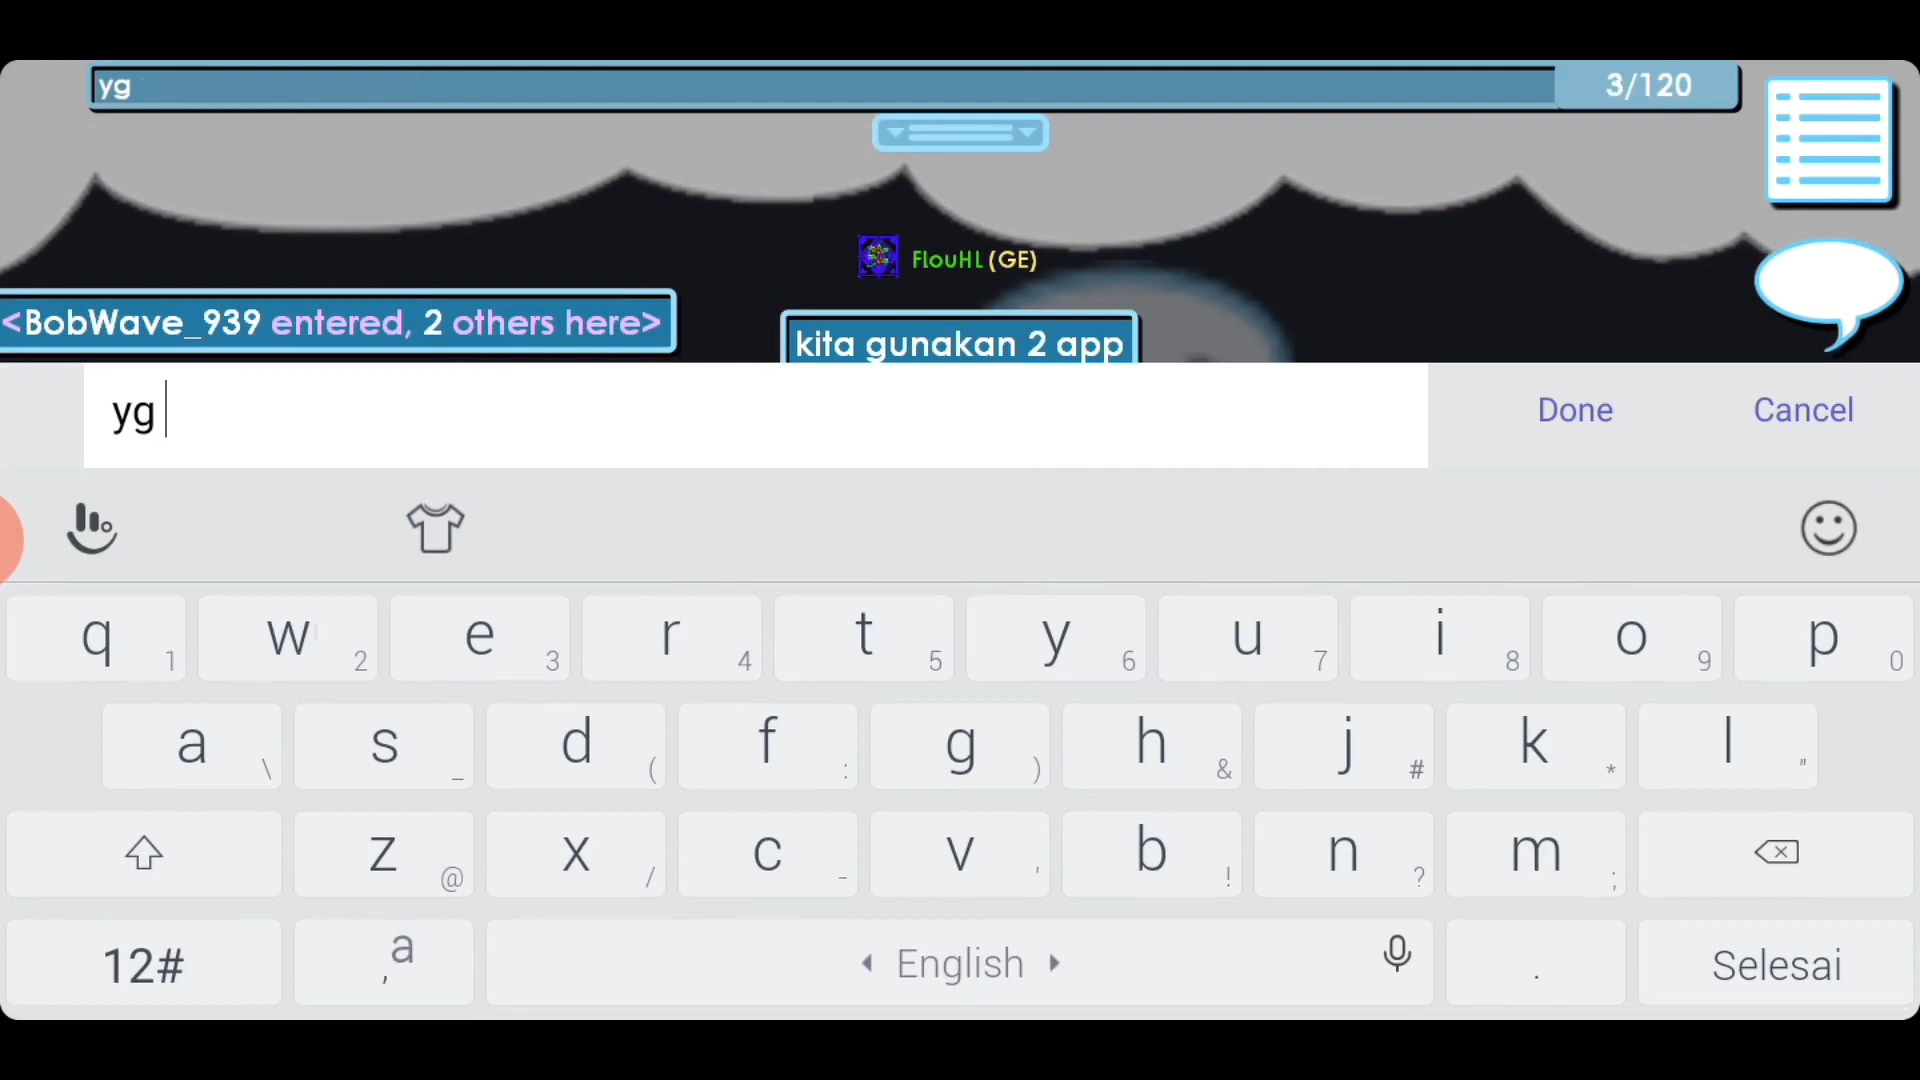 yg
3/120
FlouHL (GE)
<BobWave_939 entered, 2 others here>
kita gunakan 2 app
yg
Done
Cancel
q 1 w 2 e 3 r 4 t 5 y 6 u 7 i 8 o 9 p 0
a \ s _ d ( f : g ) h & j # k * l "
z @ x / c - v ' b ! n ? m ;
12# , a English . Selesai